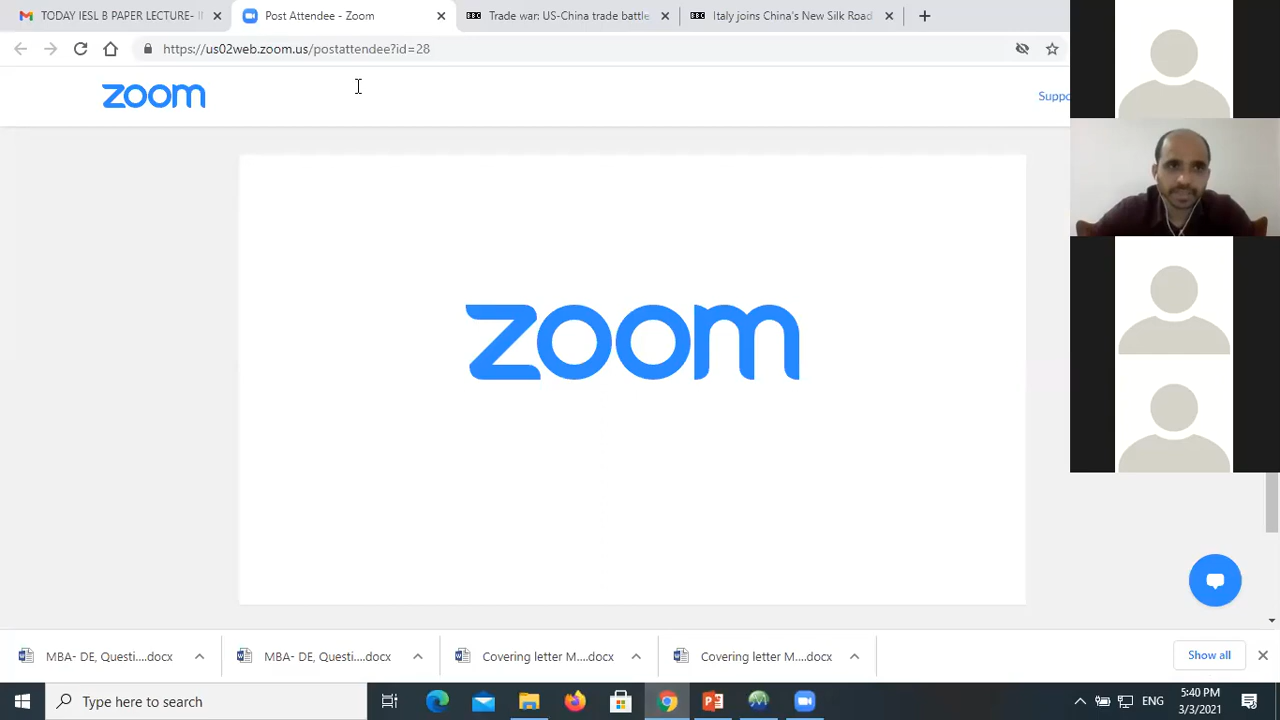 TODAY IESL B PAPER LECTURE- I
Post Attendee - Zoom
Trade war: US-China trade battle
Italy joins China's New Silk Road
https://us02web.zoom.us/postattendee?id=28
zoom
Suppo
zoom
MBA- DE, Questi....docx
MBA- DE, Questi....docx
Covering letter M....docx
Covering letter M....docx
Show all
Type here to search
ENG
5:40 PM
3/3/2021